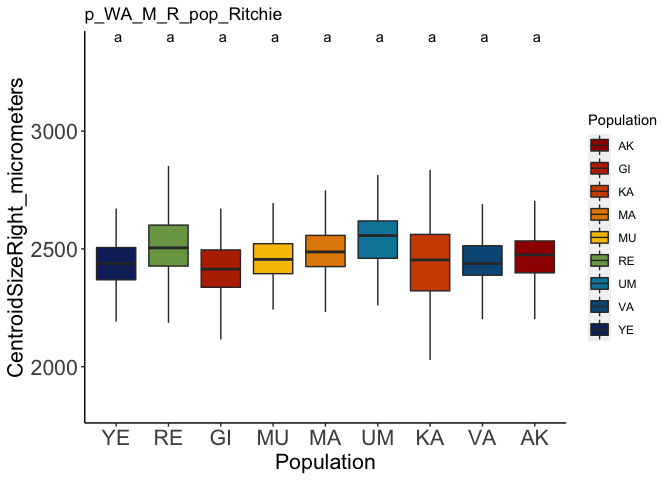 p_WA_M_R_pop_Ritchie
a a a a a a a a a
CentroidSizeRight_micrometers
3000
2500
2000
YE RE GI MU MA UM KA VA AK
Population
Population
AK
GI
KA
MA
MU
RE
UM
VA
YE